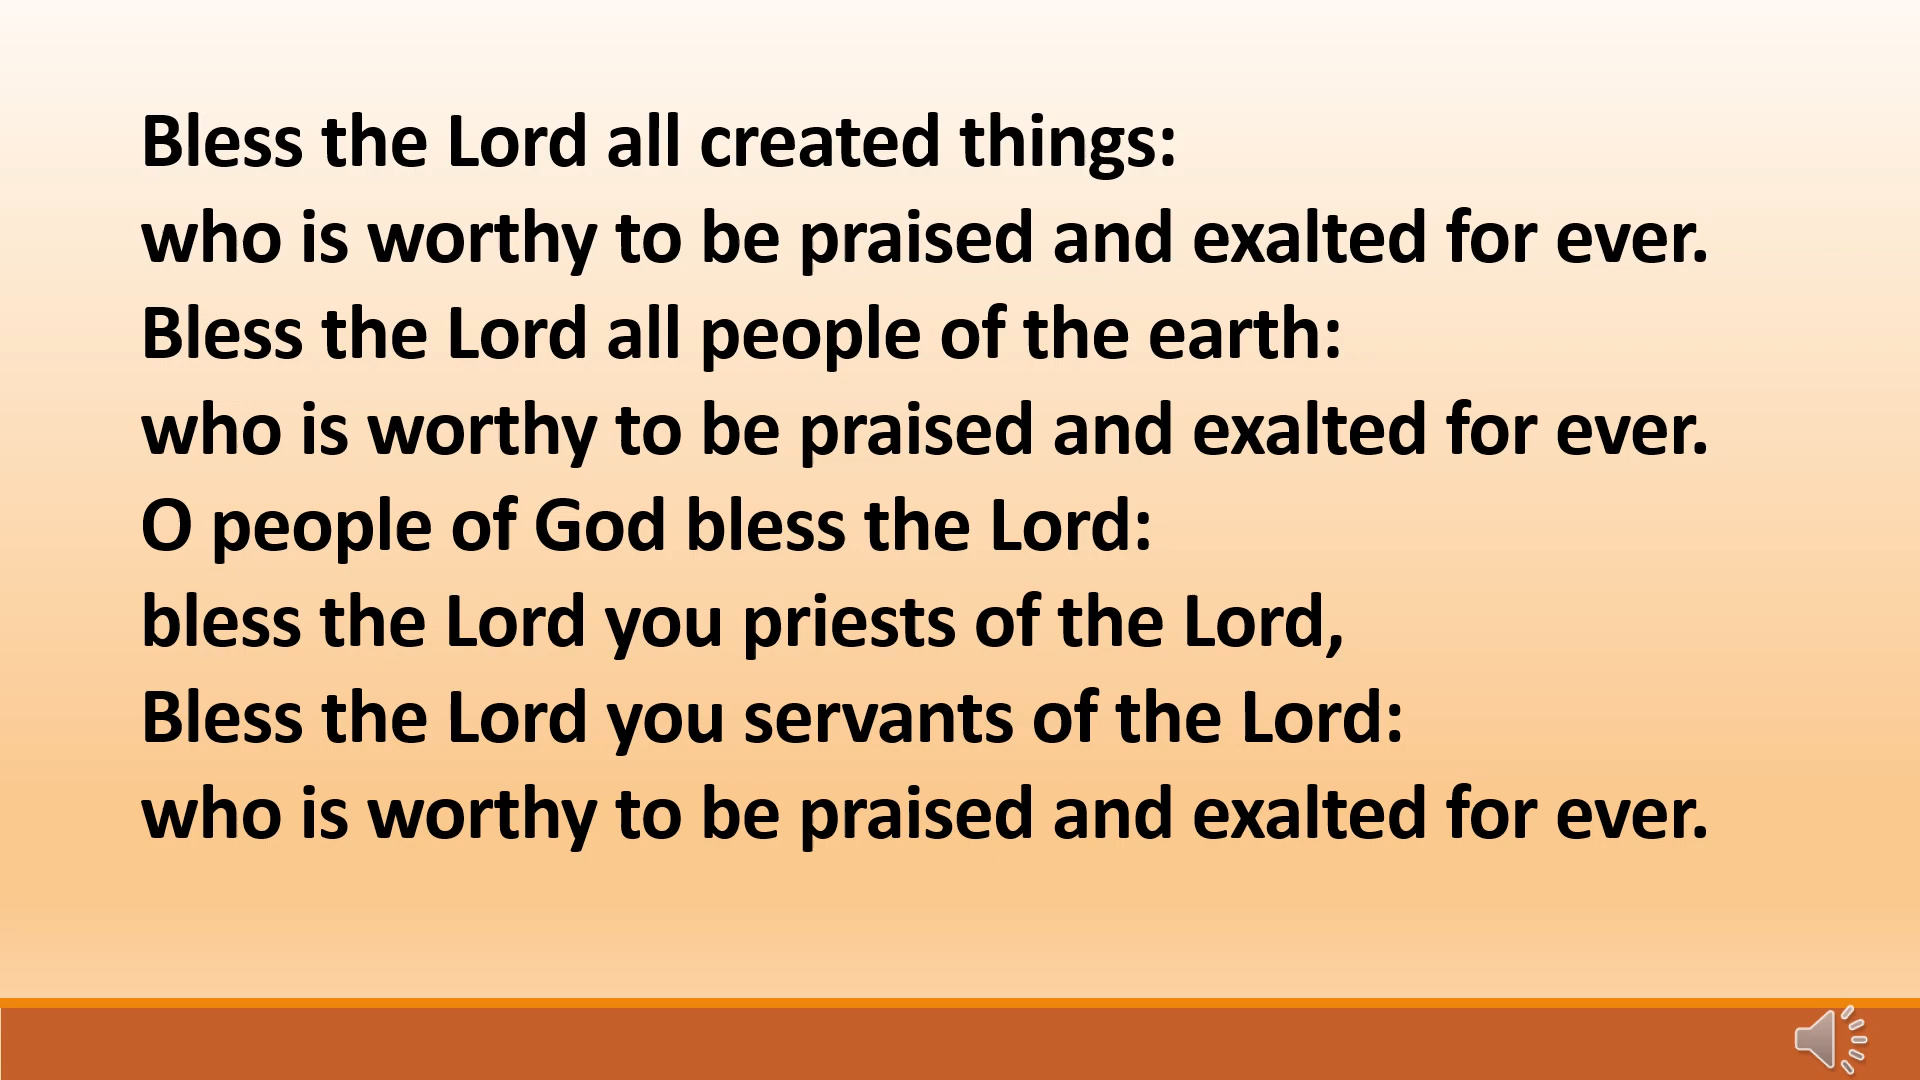 Bless the Lord all created things:
who is worthy to be praised and exalted for ever.
Bless the Lord all people of the earth:
who is worthy to be praised and exalted for ever.
O people of God bless the Lord:
bless the Lord you priests of the Lord,
Bless the Lord you servants of the Lord:
who is worthy to be praised and exalted for ever.